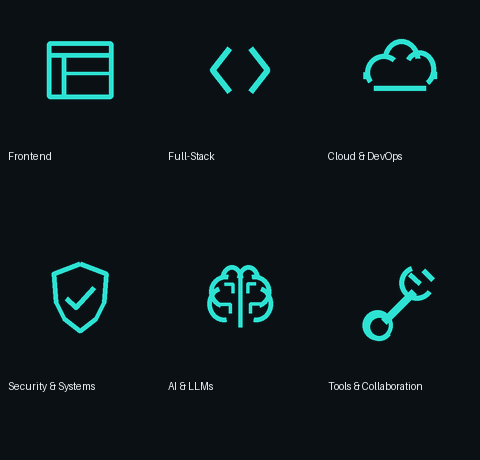 Frontend
Full-Stack
Cloud & DevOps
Security & Systems
AI & LLMs
Tools & Collaboration